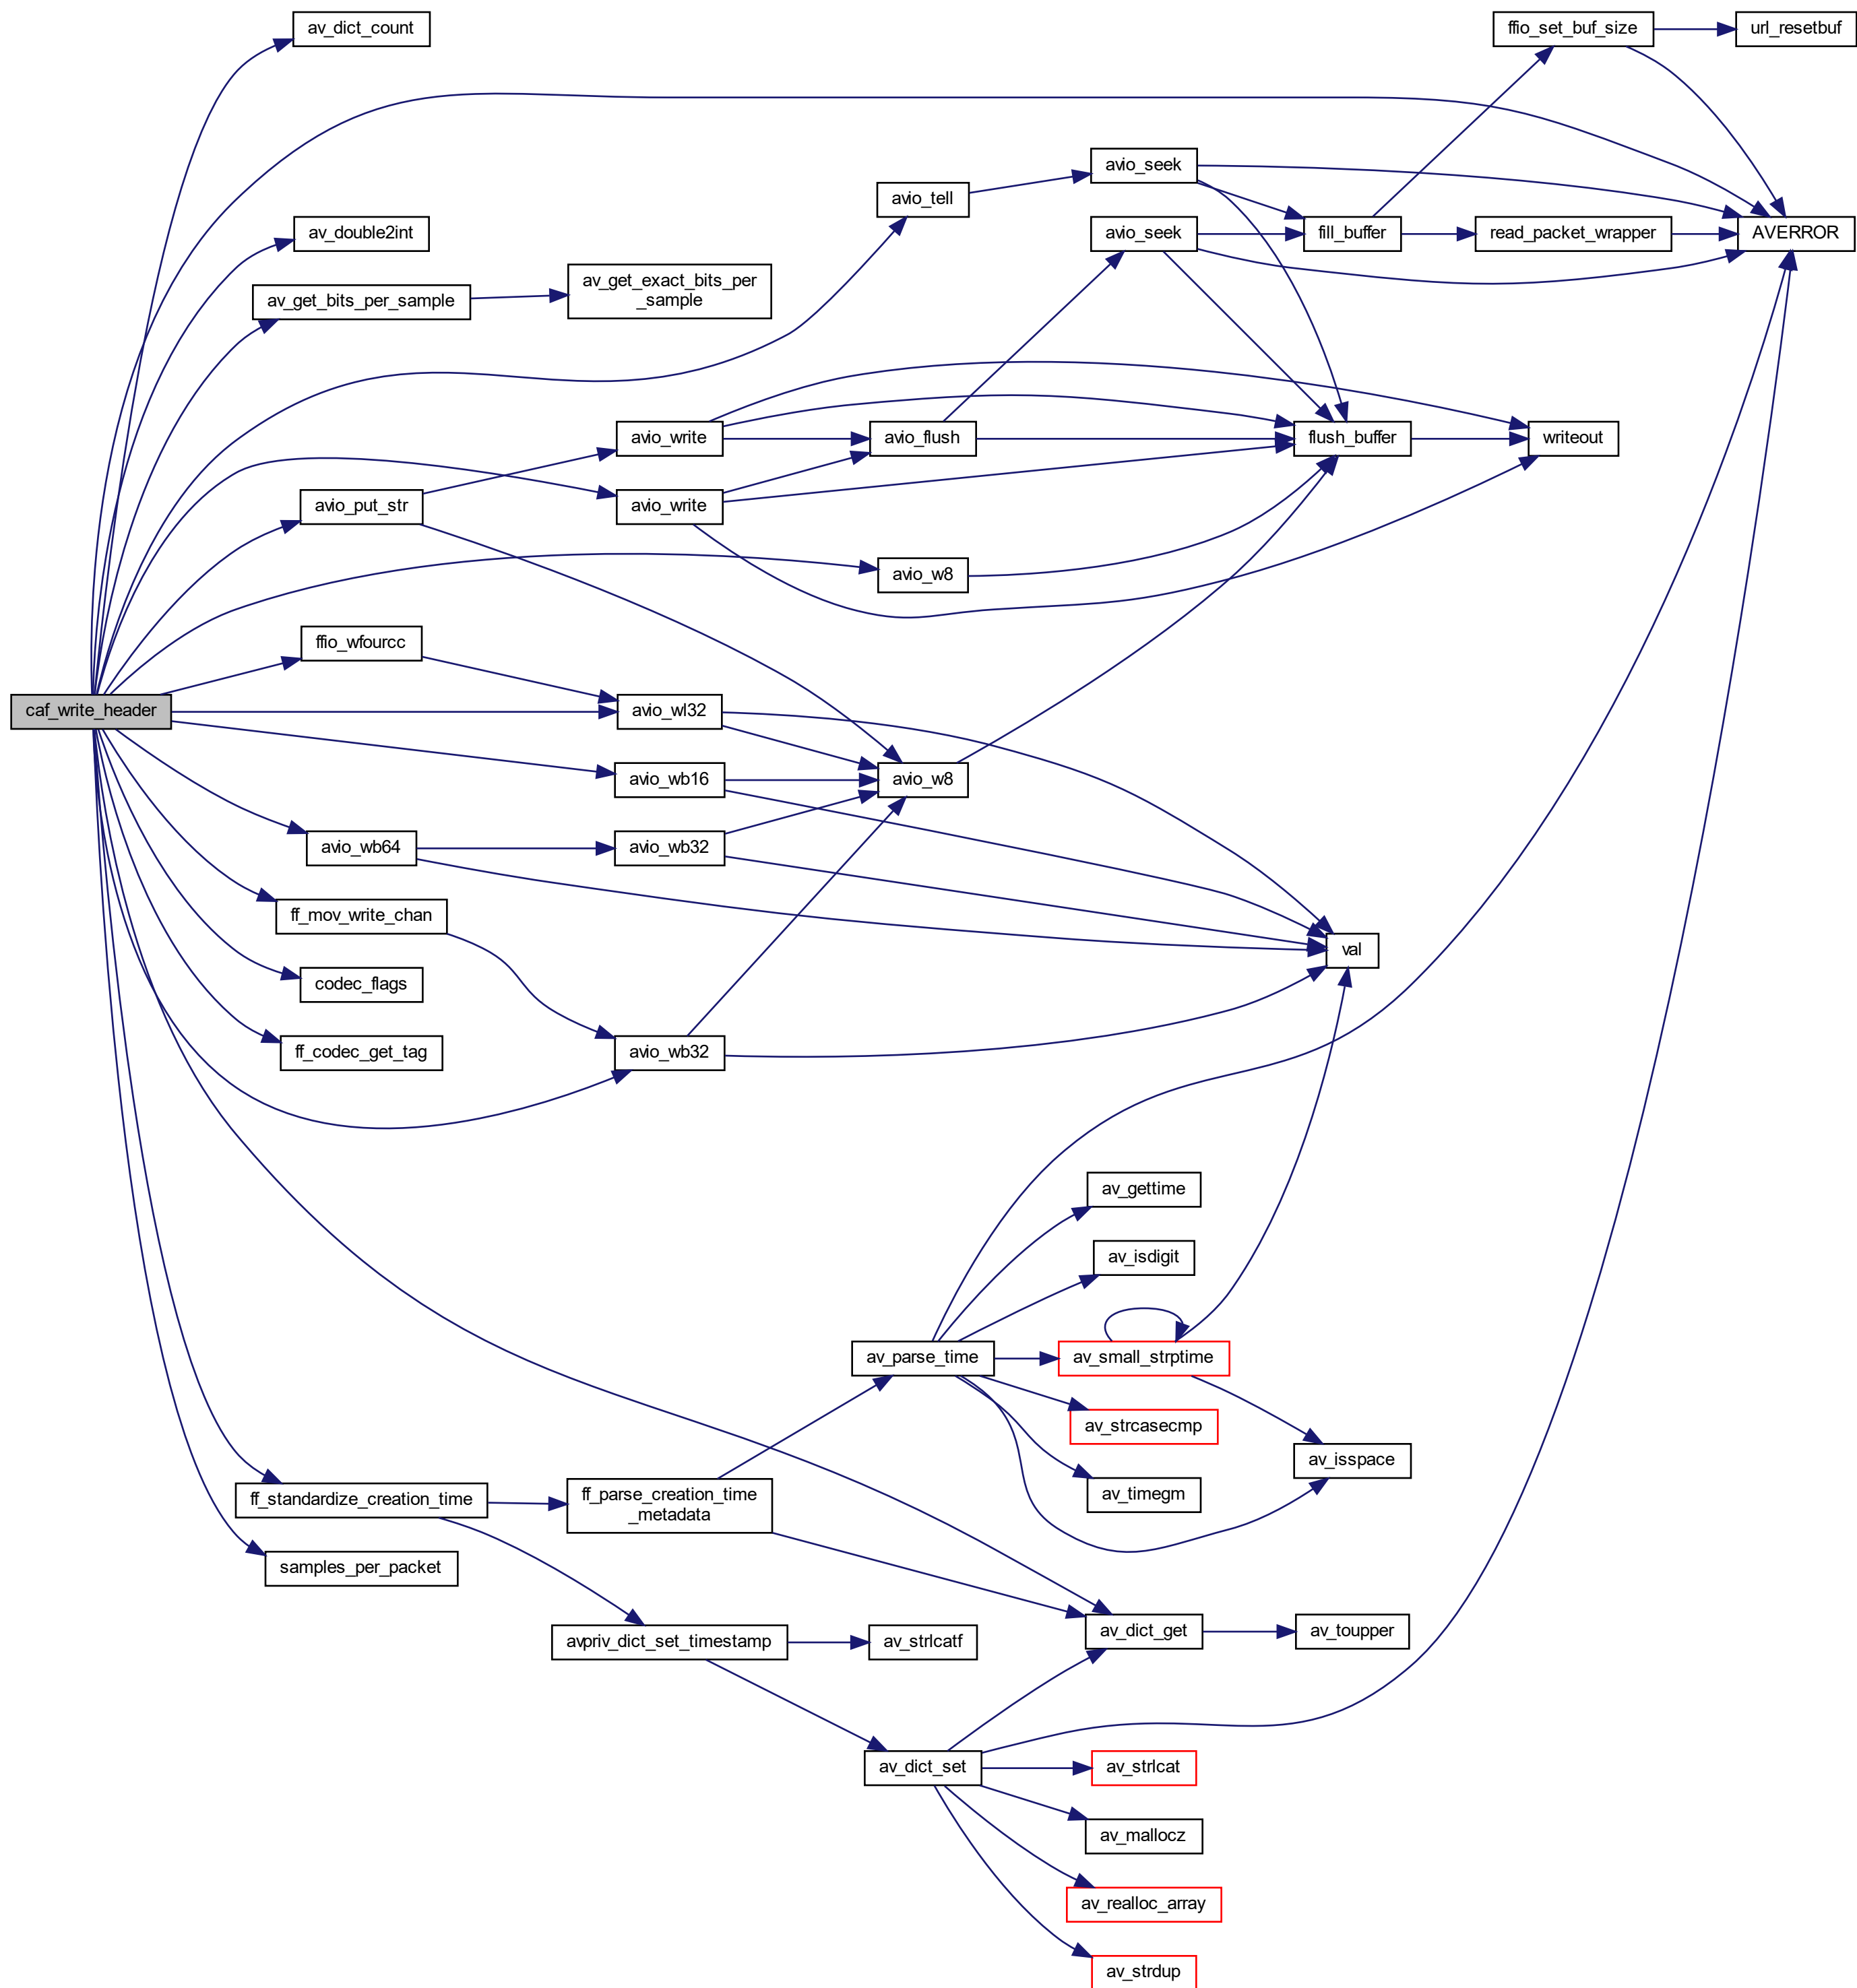 av_dict_count
ffio_set_buf_size
url_resetbuf
avio_seek
avio_tell
av_double2int
avio_seek
fill_buffer
read_packet_wrapper
AVERROR
av_get_bits_per_sample
av_get_exact_bits_per
_sample
avio_write
avio_flush
flush_buffer
writeout
avio_put_str
avio_write
avio_w8
ffio_wfourcc
caf_write_header
avio_wl32
avio_wb16
avio_w8
avio_wb64
avio_wb32
ff_mov_write_chan
val
codec_flags
ff_codec_get_tag
avio_wb32
av_gettime
av_isdigit
av_parse_time
av_small_strptime
av_strcasecmp
av_isspace
ff_standardize_creation_time
ff_parse_creation_time
_metadata
av_timegm
samples_per_packet
avpriv_dict_set_timestamp
av_strlcatf
av_dict_get
av_toupper
av_dict_set
av_strlcat
av_mallocz
av_realloc_array
av_strdup